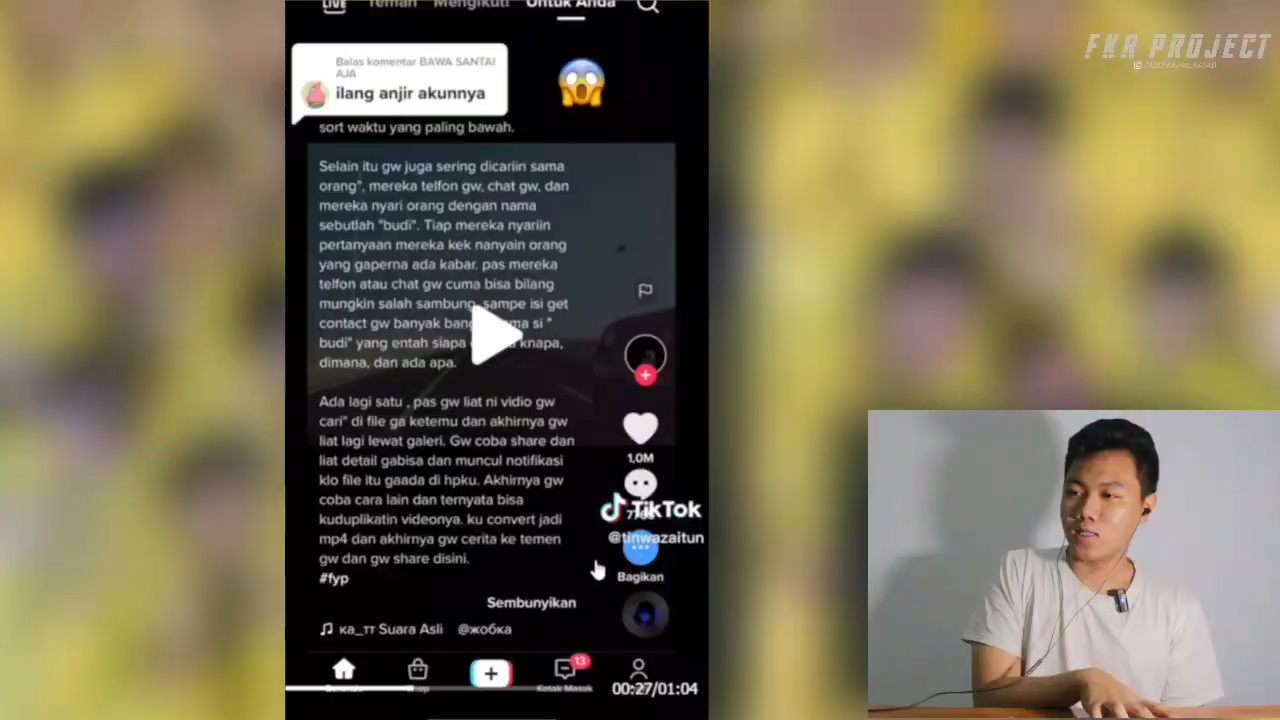 LIVE Teman Mengikuti Untuk Anda
FKR PROJECT
Balas komentar BAWA SANTAI
AJA
ilang anjir akunnya
sort waktu yang paling bawah.
Selain itu gw juga sering dicariin sama
orang", mereka telfon gw, chat gw, dan
mereka nyari orang dengan nama
sebutlah "budi". Tiap mereka nyariin
pertanyaan mereka kek nanyain orang
yang gaperna ada kabar, pas mereka
telfon atau chat gw cuma bisa bilang
mungkin salah sambung, sampe isi get
contact gw banyak bang ma si "
budi" yang entah siapa knapa,
dimana, dan ada apa.
Ada lagi satu , pas gw liat ni vidio gw
cari" di file ga ketemu dan akhirnya gw
liat lagi lewat galeri. Gw coba share dan
liat detail gabisa dan muncul notifikasi
klo file itu gaada di hpku. Akhirnya gw
coba cara lain dan ternyata bisa
kuduplikatin videonya. ku convert jadi
mp4 dan akhirnya gw cerita ke temen
gw dan gw share disini.
#fyp
1,0M
TikTok
@tinwazaitun
Bagikan
Sembunyikan
ка_тт Suara Asli @жобка
13
Kotak Masuk
00:27/01:04